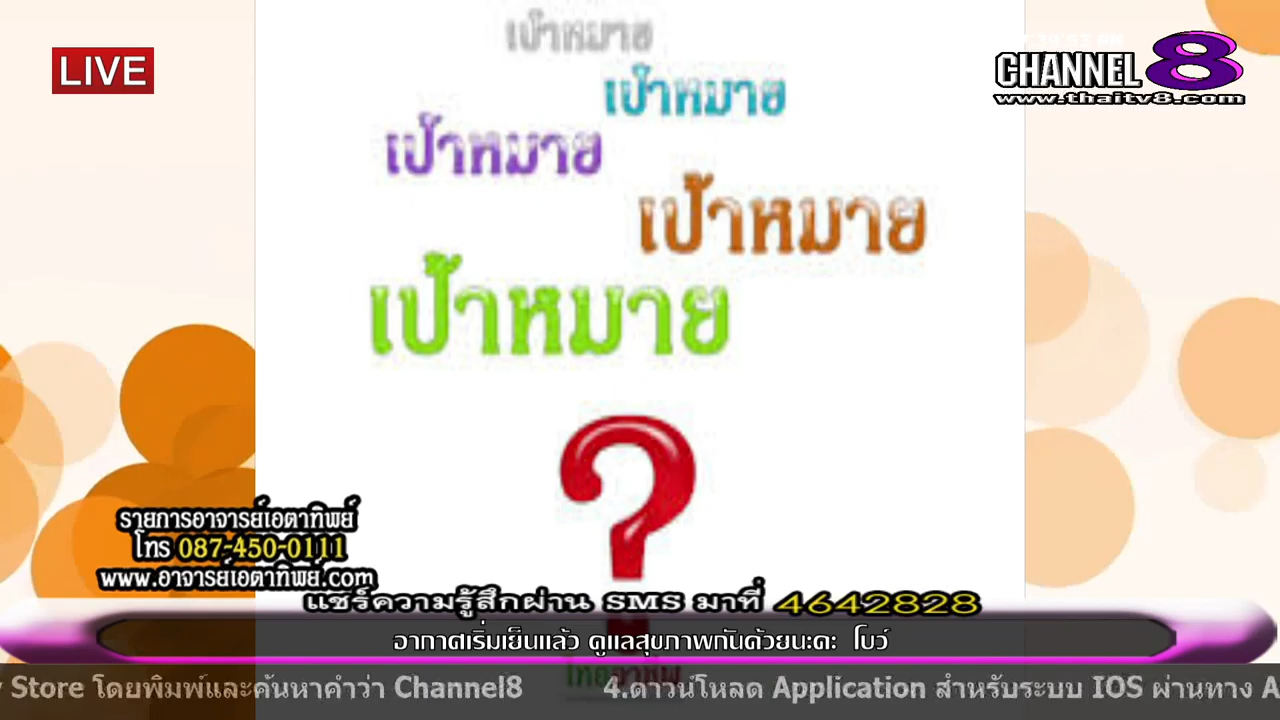 LIVE
CHANNEL 8
www.thaitv8.com
เป้าหมาย
เป้าหมาย
เป้าหมาย
เป้าหมาย
เป้าหมาย
?
รายการอาจารย์เอตาทิพย์
โทร 087-450-0111
www.อาจารย์เอตาทิพย์.com
แชร์ความรู้สึกผ่าน SMS มาที่ 4642828
อากาศเริ่มเย็นแล้ว ดูแลสุขภาพกันด้วยนะคะ โบว์
Store โดยพิมพ์และค้นหาคำว่า Channel8 4.ดาวน์โหลด Application สำหรับระบบ IOS ผ่านทาง A